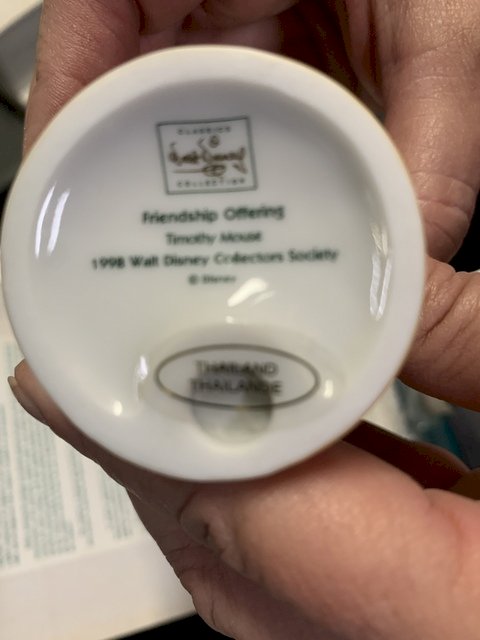 CLASSICS
Walt Disney
COLLECTION
Friendship Offering
Timothy Mouse
1998 Walt Disney Collectors Society
© Disney
THAILAND
THAILANDE